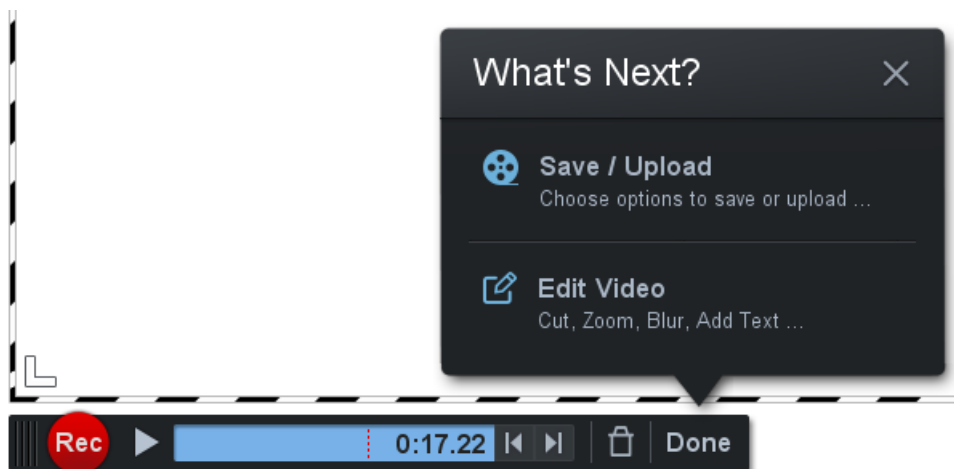 What's Next?
Save / Upload
Choose options to save or upload ...
Edit Video
Cut, Zoom, Blur, Add Text ...
Rec 0:17.22 Done